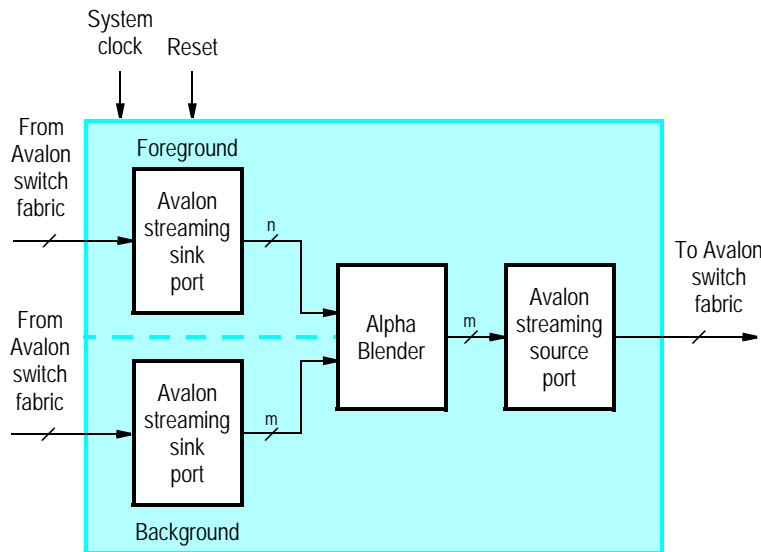 System
clock
Reset
From
Avalon
switch
fabric
Foreground
Avalon
streaming
sink
port
n
From
Avalon
switch
fabric
Avalon
streaming
sink
port
m
Background
Alpha
Blender
m
Avalon
streaming
source
port
To Avalon
switch
fabric